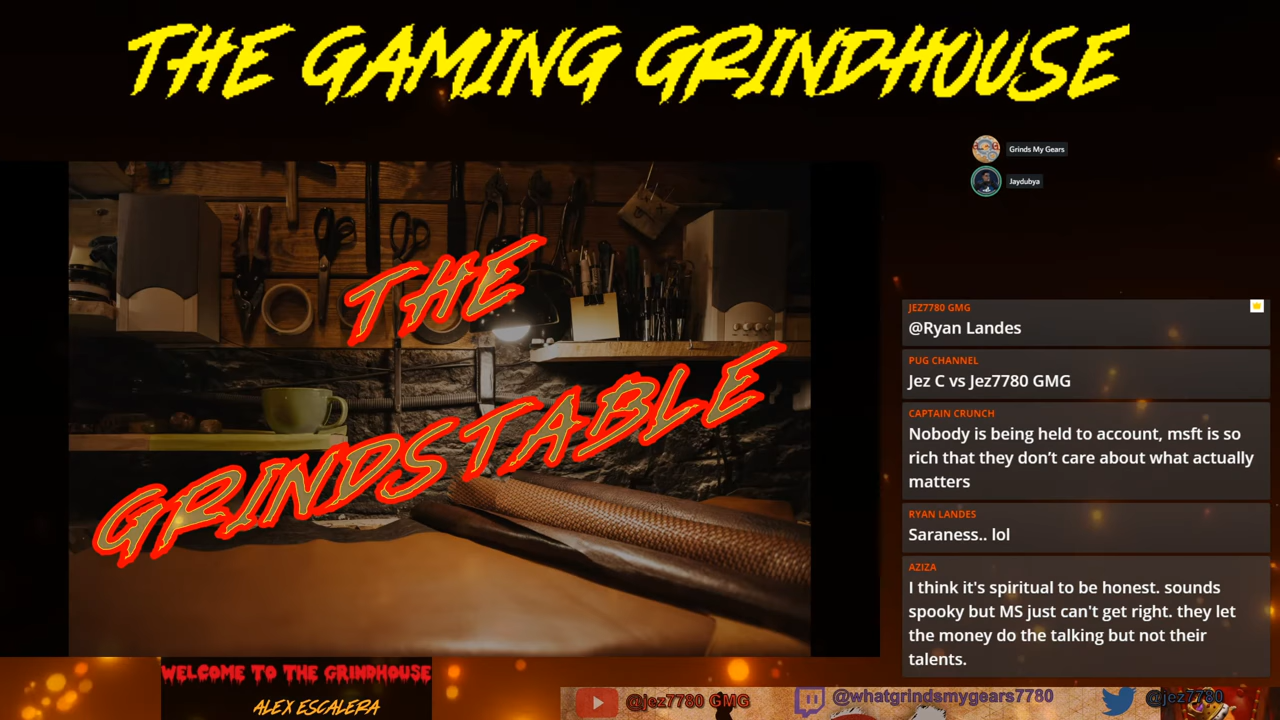 THE GAMING GRINDHOUSE
Grinds My Gears
Jaydubya
THE
GRINDSTABLE
JEZ7780 GMG
@Ryan Landes
PUG CHANNEL
Jez C vs Jez7780 GMG
CAPTAIN CRUNCH
Nobody is being held to account, msft is so
rich that they don’t care about what actually
matters
RYAN LANDES
Saraness.. lol
AZIZA
I think it's spiritual to be honest. sounds
spooky but MS just can't get right. they let
the money do the talking but not their
talents.
WELCOME TO THE GRINDHOUSE
ALEX ESCALERA
@jez7780 GMG
@whatgrindsmygears7780
@jez7780